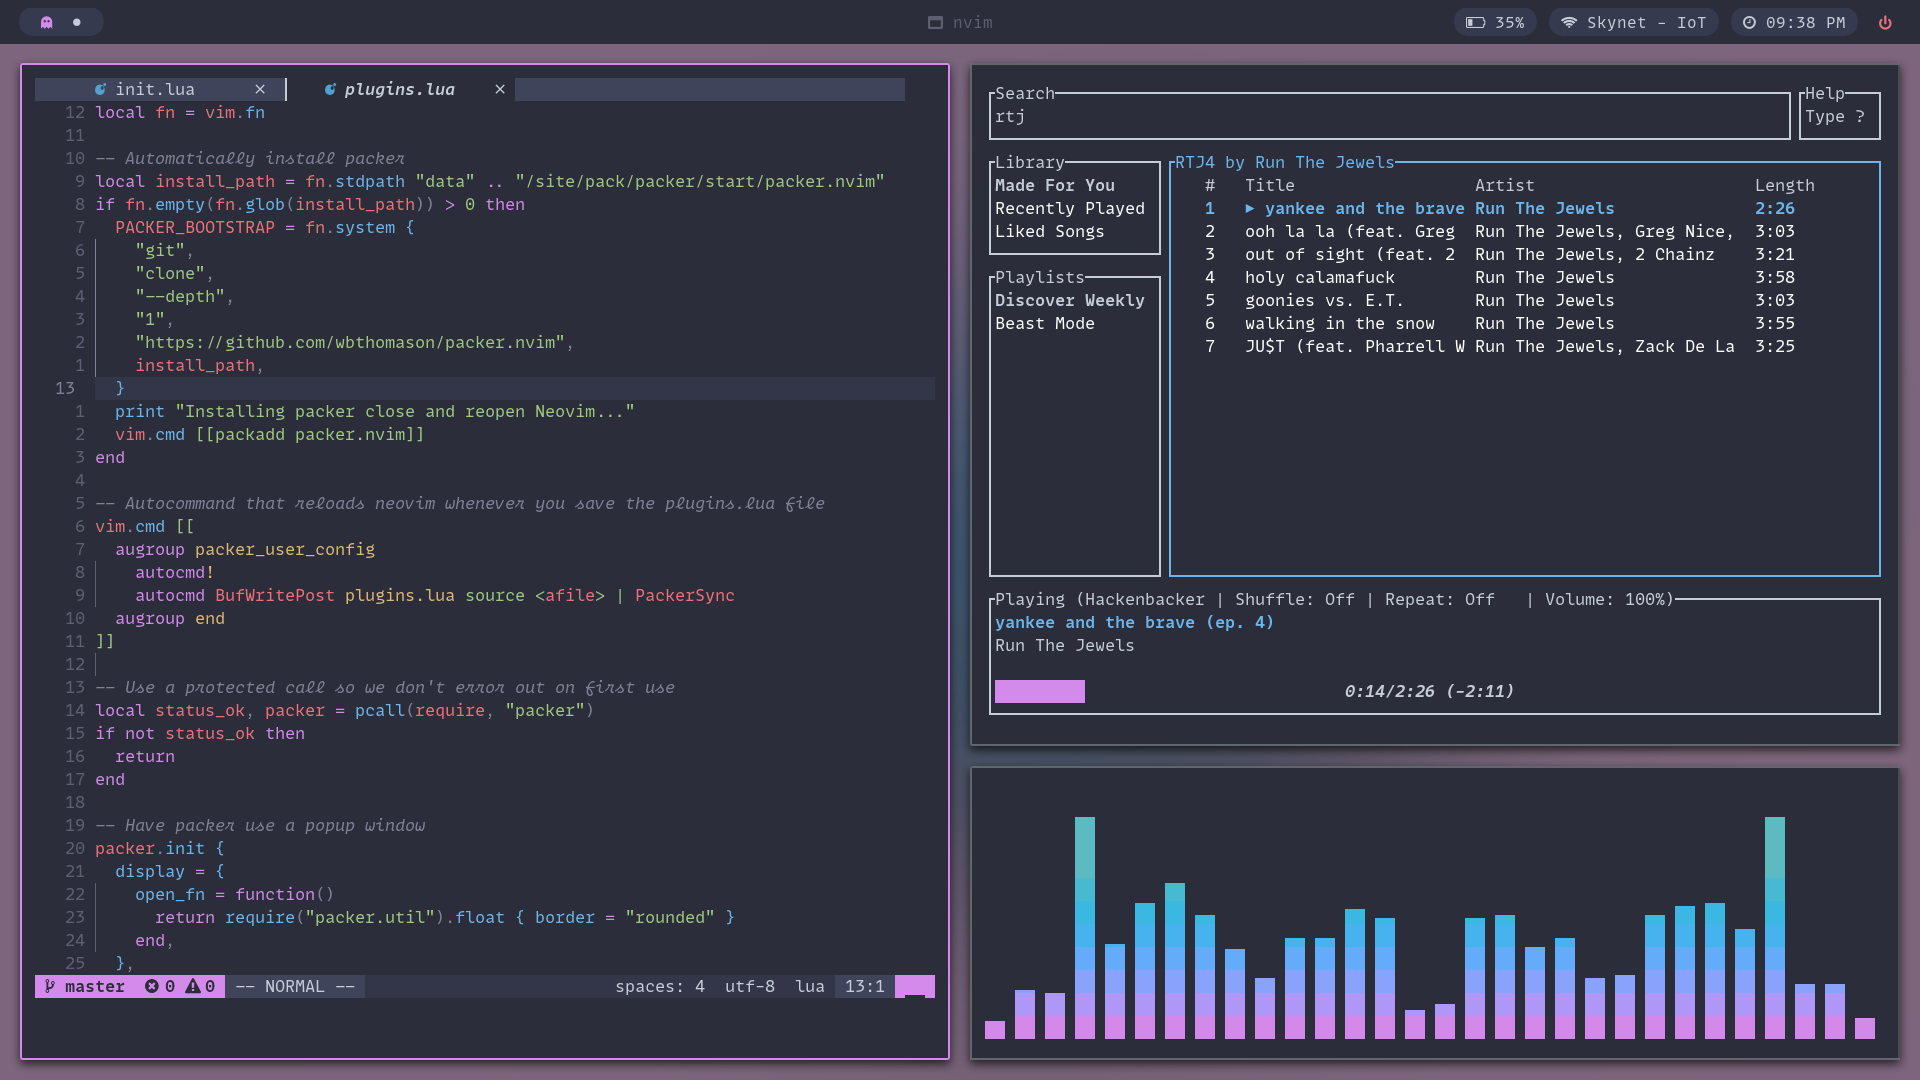 nvim
35%
Skynet - IoT
09:38 PM
init.lua ×
plugins.lua ×
12 local fn = vim.fn
11
10 -- Automatically install packer
9 local install_path = fn.stdpath "data" .. "/site/pack/packer/start/packer.nvim"
8 if fn.empty(fn.glob(install_path)) > 0 then
7 PACKER_BOOTSTRAP = fn.system {
6 "git",
5 "clone",
4 "--depth",
3 "1",
2 "https://github.com/wbthomason/packer.nvim",
1 install_path,
13 }
1 print "Installing packer close and reopen Neovim..."
2 vim.cmd [[packadd packer.nvim]]
3 end
4
5 -- Autocommand that reloads neovim whenever you save the plugins.lua file
6 vim.cmd [[
7 augroup packer_user_config
8 autocmd!
9 autocmd BufWritePost plugins.lua source <afile> | PackerSync
10 augroup end
11 ]]
12
13 -- Use a protected call so we don't error out on first use
14 local status_ok, packer = pcall(require, "packer")
15 if not status_ok then
16 return
17 end
18
19 -- Have packer use a popup window
20 packer.init {
21 display = {
22 open_fn = function()
23 return require("packer.util").float { border = "rounded" }
24 end,
25 },
master 0 0 -- NORMAL -- spaces: 4 utf-8 lua 13:1
Search
rtj
Help
Type ?
Library
Made For You
Recently Played
Liked Songs
Playlists
Discover Weekly
Beast Mode
RTJ4 by Run The Jewels
# Title Artist Length
1 ▶ yankee and the brave Run The Jewels 2:26
2 ooh la la (feat. Greg Run The Jewels, Greg Nice, 3:03
3 out of sight (feat. 2 Run The Jewels, 2 Chainz 3:21
4 holy calamafuck Run The Jewels 3:58
5 goonies vs. E.T. Run The Jewels 3:03
6 walking in the snow Run The Jewels 3:55
7 JU$T (feat. Pharrell W Run The Jewels, Zack De La 3:25
Playing (Hackenbacker | Shuffle: Off | Repeat: Off | Volume: 100%)
yankee and the brave (ep. 4)
Run The Jewels
0:14/2:26 (-2:11)